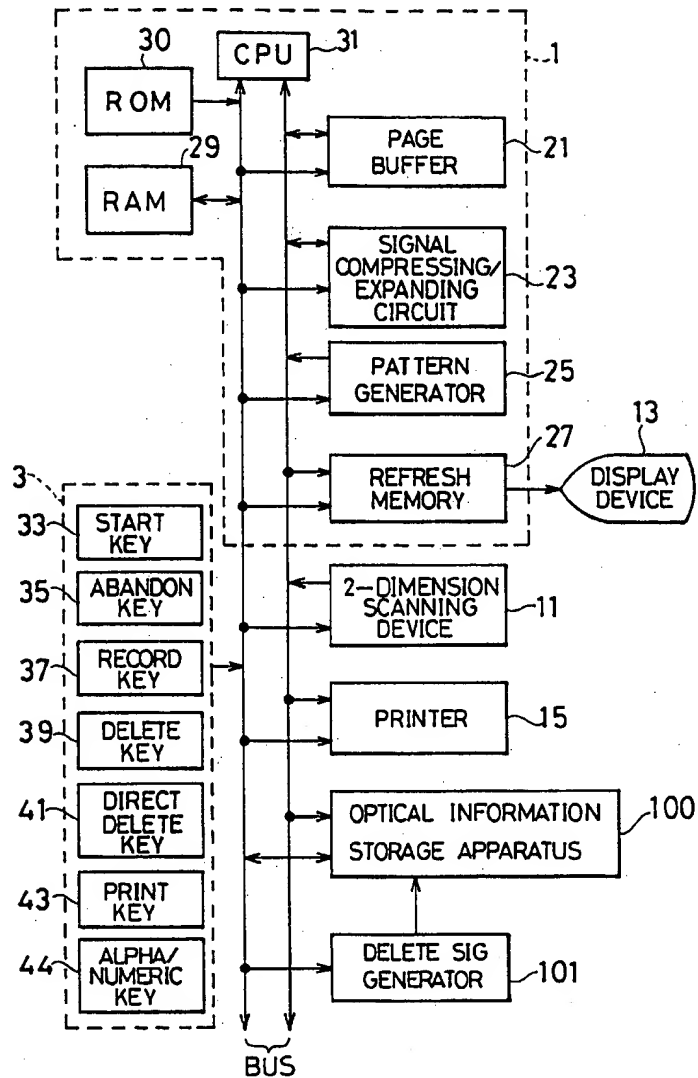 30
CPU
31
1
ROM
29
RAM
PAGE
BUFFER
21
SIGNAL
COMPRESSING/
EXPANDING
CIRCUIT
23
PATTERN
GENERATOR
25
27
13
REFRESH
MEMORY
DISPLAY
DEVICE
3
33
START
KEY
35
ABANDON
KEY
37
RECORD
KEY
39
DELETE
KEY
41
DIRECT
DELETE
KEY
43
PRINT
KEY
44
ALPHA/
NUMERIC
KEY
2-DIMENSION
SCANNING
DEVICE
11
PRINTER
15
OPTICAL INFORMATION
STORAGE APPARATUS
100
DELETE SIG
GENERATOR
101
BUS